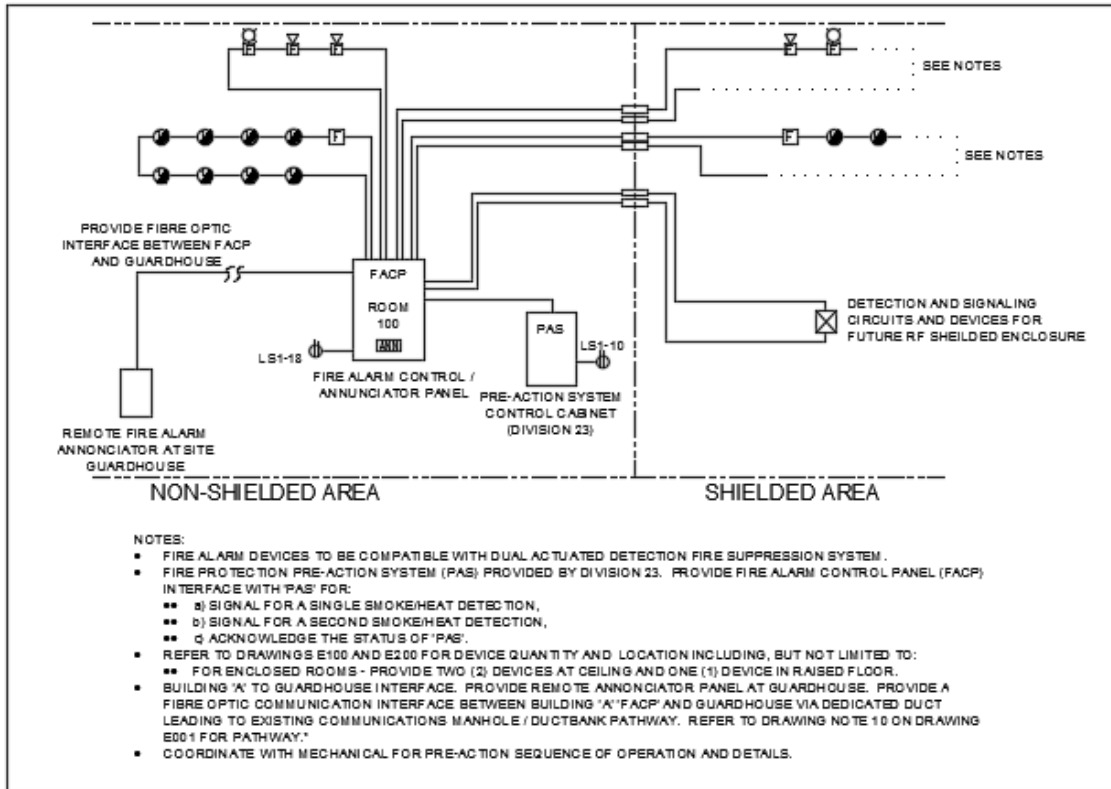 F F F
F F
SEE NOTES
F
F
SEE NOTES
PROVIDE FIBRE OPTIC
INTERFACE BETWEEN FACP
AND GUARDHOUSE
FACP
ROOM
100
ANN
LS1-18
FIRE ALARM CONTROL /
ANNUNCIATOR PANEL
PAS
LS1-10
PRE-ACTION SYSTEM
CONTROL CABINET
(DIVISION 23)
DETECTION AND SIGNALING
CIRCUITS AND DEVICES FOR
FUTURE RF SHEILDED ENCLOSURE
REMOTE FIRE ALARM
ANNONCIATOR AT SITE
GUARDHOUSE
NON-SHIELDED AREA
SHIELDED AREA
NOTES:
• FIRE ALARM DEVICES TO BE COMPATIBLE WITH DUAL ACTUATED DETECTION FIRE SUPPRESSION SYSTEM.
• FIRE PROTECTION PRE-ACTION SYSTEM (PAS) PROVIDED BY DIVISION 23. PROVIDE FIRE ALARM CONTROL PANEL (FACP)
INTERFACE WITH 'PAS' FOR:
•• a) SIGNAL FOR A SINGLE SMOKE/HEAT DETECTION,
•• b) SIGNAL FOR A SECOND SMOKE/HEAT DETECTION,
•• c) ACKNOWLEDGE THE STATUS OF 'PAS'.
• REFER TO DRAWINGS E100 AND E200 FOR DEVICE QUANTITY AND LOCATION INCLUDING, BUT NOT LIMITED TO:
•• FOR ENCLOSED ROOMS - PROVIDE TWO (2) DEVICES AT CEILING AND ONE (1) DEVICE IN RAISED FLOOR.
• BUILDING 'A' TO GUARDHOUSE INTERFACE. PROVIDE REMOTE ANNONCIATOR PANEL AT GUARDHOUSE. PROVIDE A
FIBRE OPTIC COMMUNICATION INTERFACE BETWEEN BUILDING 'A' 'FACP' AND GUARDHOUSE VIA DEDICATED DUCT
LEADING TO EXISTING COMMUNICATIONS MANHOLE / DUCTBANK PATHWAY. REFER TO DRAWING NOTE 10 ON DRAWING
E001 FOR PATHWAY."
• COORDINATE WITH MECHANICAL FOR PRE-ACTION SEQUENCE OF OPERATION AND DETAILS.